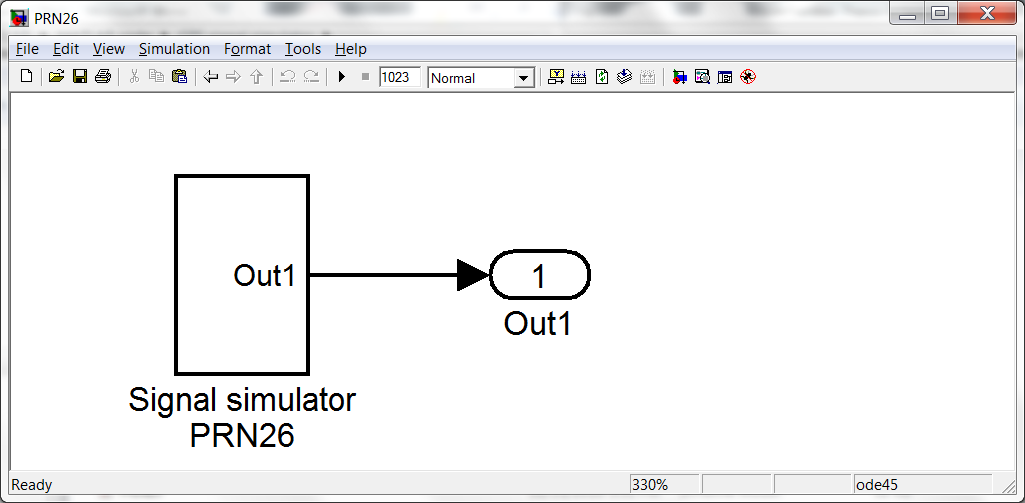 PRN26
File Edit View Simulation Format Tools Help
1023 Normal
Out1
1
Out1
Signal simulator
PRN26
Ready 330% ode45